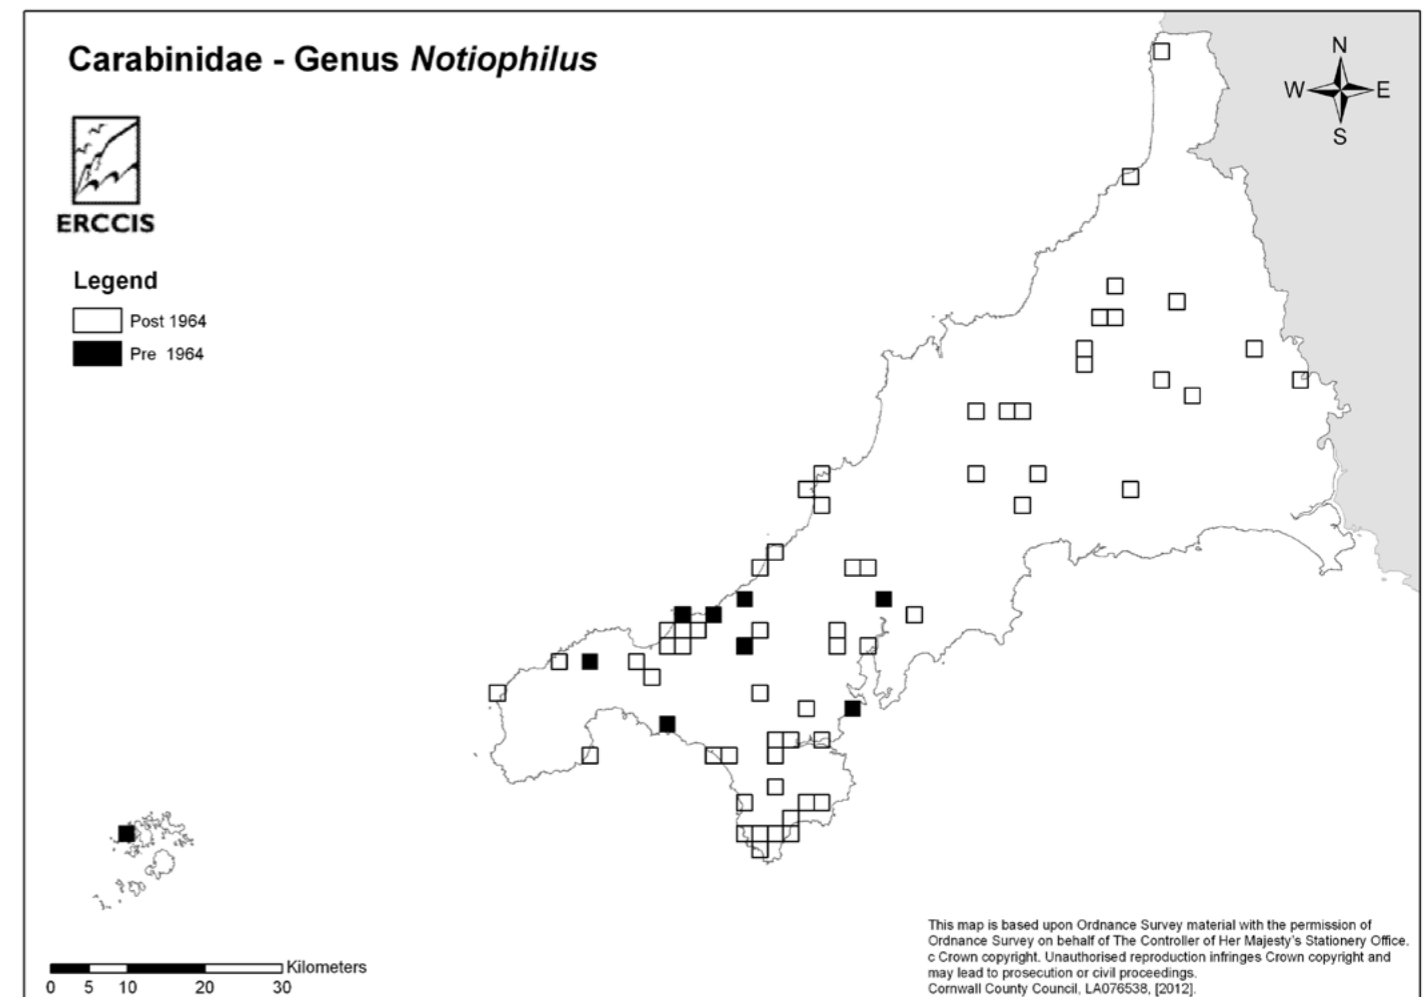 Carabinidae - Genus Notiophilus
N
W E
S
ERCCIS
Legend
Post 1964
Pre 1964
This map is based upon Ordnance Survey material with the permission of
Ordnance Survey on behalf of The Controller of Her Majesty's Stationery Office.
c Crown copyright. Unauthorised reproduction infringes Crown copyright and
may lead to prosecution or civil proceedings.
Cornwall County Council, LA076538, [2012].
Kilometers
0 5 10 20 30